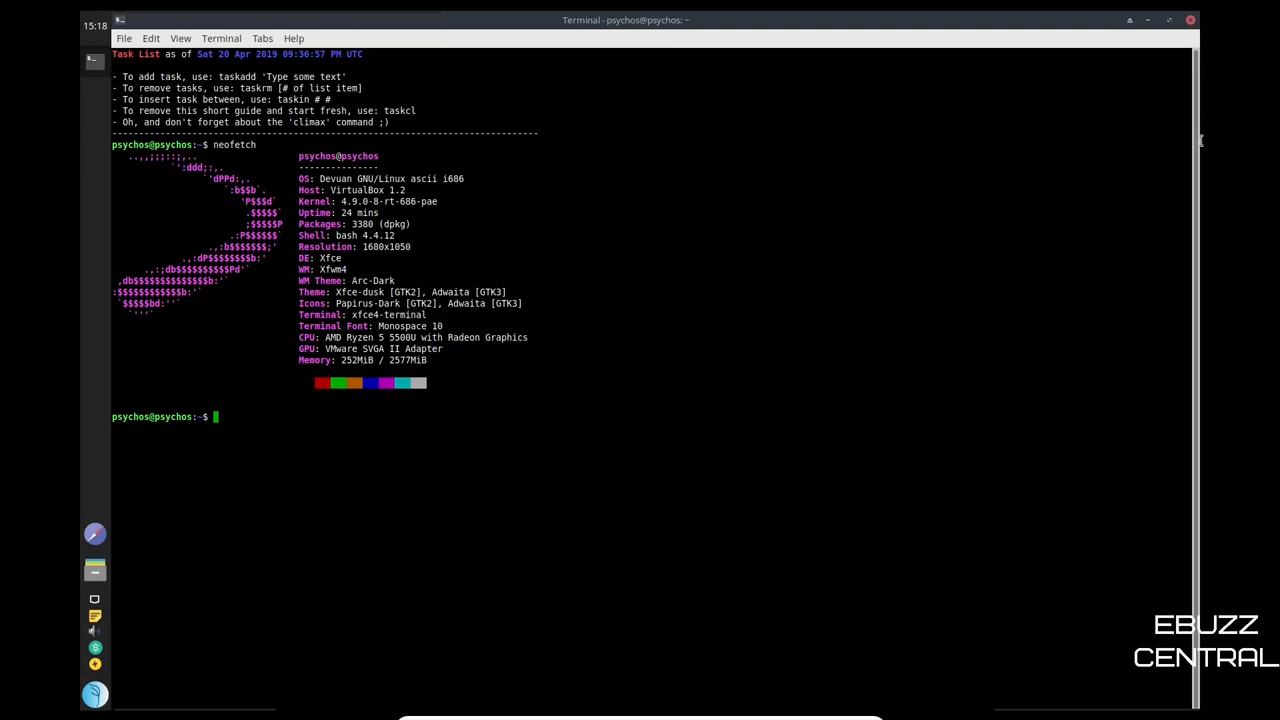 15:18
Terminal - psychos@psychos: ~
File Edit View Terminal Tabs Help
Task List as of Sat 20 Apr 2019 09:36:57 PM UTC
- To add task, use: taskadd 'Type some text'
- To remove tasks, use: taskrm [# of list item]
- To insert task between, use: taskin # #
- To remove this short guide and start fresh, use: taskcl
- Oh, and don't forget about the 'climax' command ;)
--------------------------------------------------------------------------------
psychos@psychos:~$ neofetch
..,,;;;::;,.. psychos@psychos
`':ddd;:,. ---------------
`'dPPd:,. OS: Devuan GNU/Linux ascii i686
`:b$$b`. Host: VirtualBox 1.2
'P$$$d` Kernel: 4.9.0-8-rt-686-pae
.$$$$$` Uptime: 24 mins
;$$$$$P Packages: 3380 (dpkg)
.:P$$$$$$` Shell: bash 4.4.12
.,:b$$$$$$$;' Resolution: 1680x1050
.,:dP$$$$$$$$b:' DE: Xfce
.,:;db$$$$$$$$$$Pd'` WM: Xfwm4
,db$$$$$$$$$$$$$$b:'` WM Theme: Arc-Dark
:$$$$$$$$$$$$b:'` Theme: Xfce-dusk [GTK2], Adwaita [GTK3]
`$$$$$bd:''` Icons: Papirus-Dark [GTK2], Adwaita [GTK3]
`'''` Terminal: xfce4-terminal
Terminal Font: Monospace 10
CPU: AMD Ryzen 5 5500U with Radeon Graphics
GPU: VMware SVGA II Adapter
Memory: 252MiB / 2577MiB
psychos@psychos:~$
EBUZZ
CENTRAL